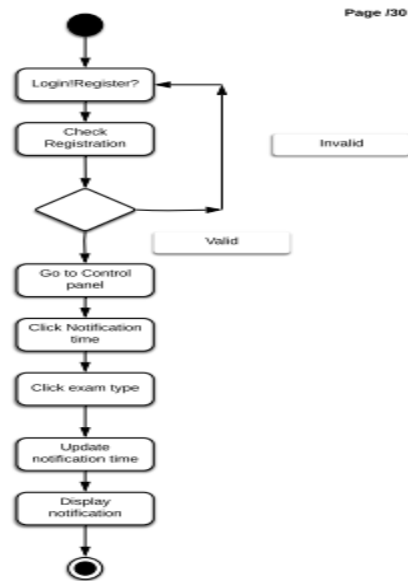 Page /30
Login!Register?
Check
Registration
Invalid
Valid
Go to Control
panel
Click Notification
time
Click exam type
Update
notification time
Display
notification